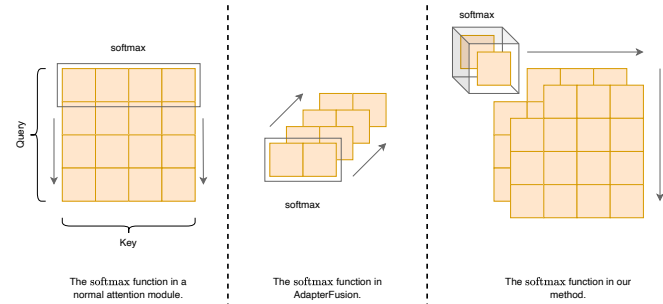 softmax
Query
Key
The softmax function in a
normal attention module.
softmax
The softmax function in
AdapterFusion.
softmax
The softmax function in our
method.